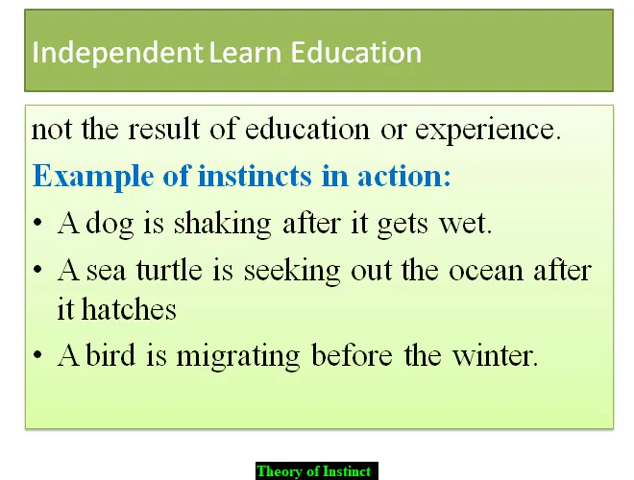 Independent Learn Education
not the result of education or experience.
Example of instincts in action:
• A dog is shaking after it gets wet.
• A sea turtle is seeking out the ocean after
it hatches
• A bird is migrating before the winter.
Theory of Instinct